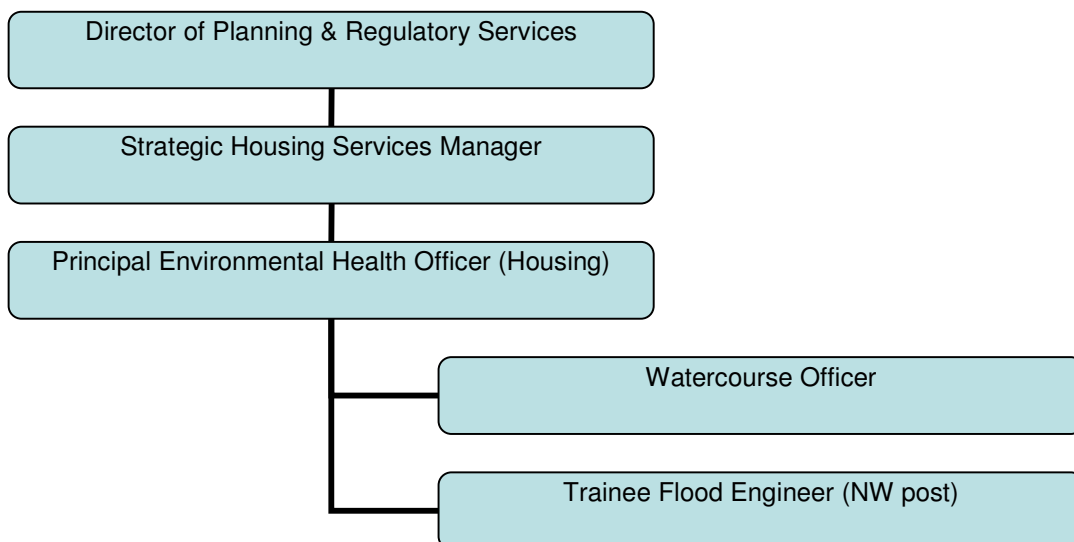 Director of Planning & Regulatory Services
Strategic Housing Services Manager
Principal Environmental Health Officer (Housing)
Watercourse Officer
Trainee Flood Engineer (NW post)